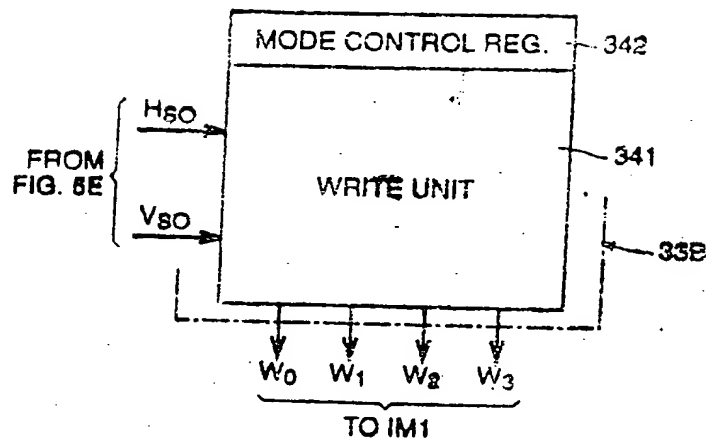 MODE CONTROL REG.
342
HSO
341
FROM
FIG. 5E
WRITE UNIT
VSO
33B
W0 W1 W2 W3
TO IM1